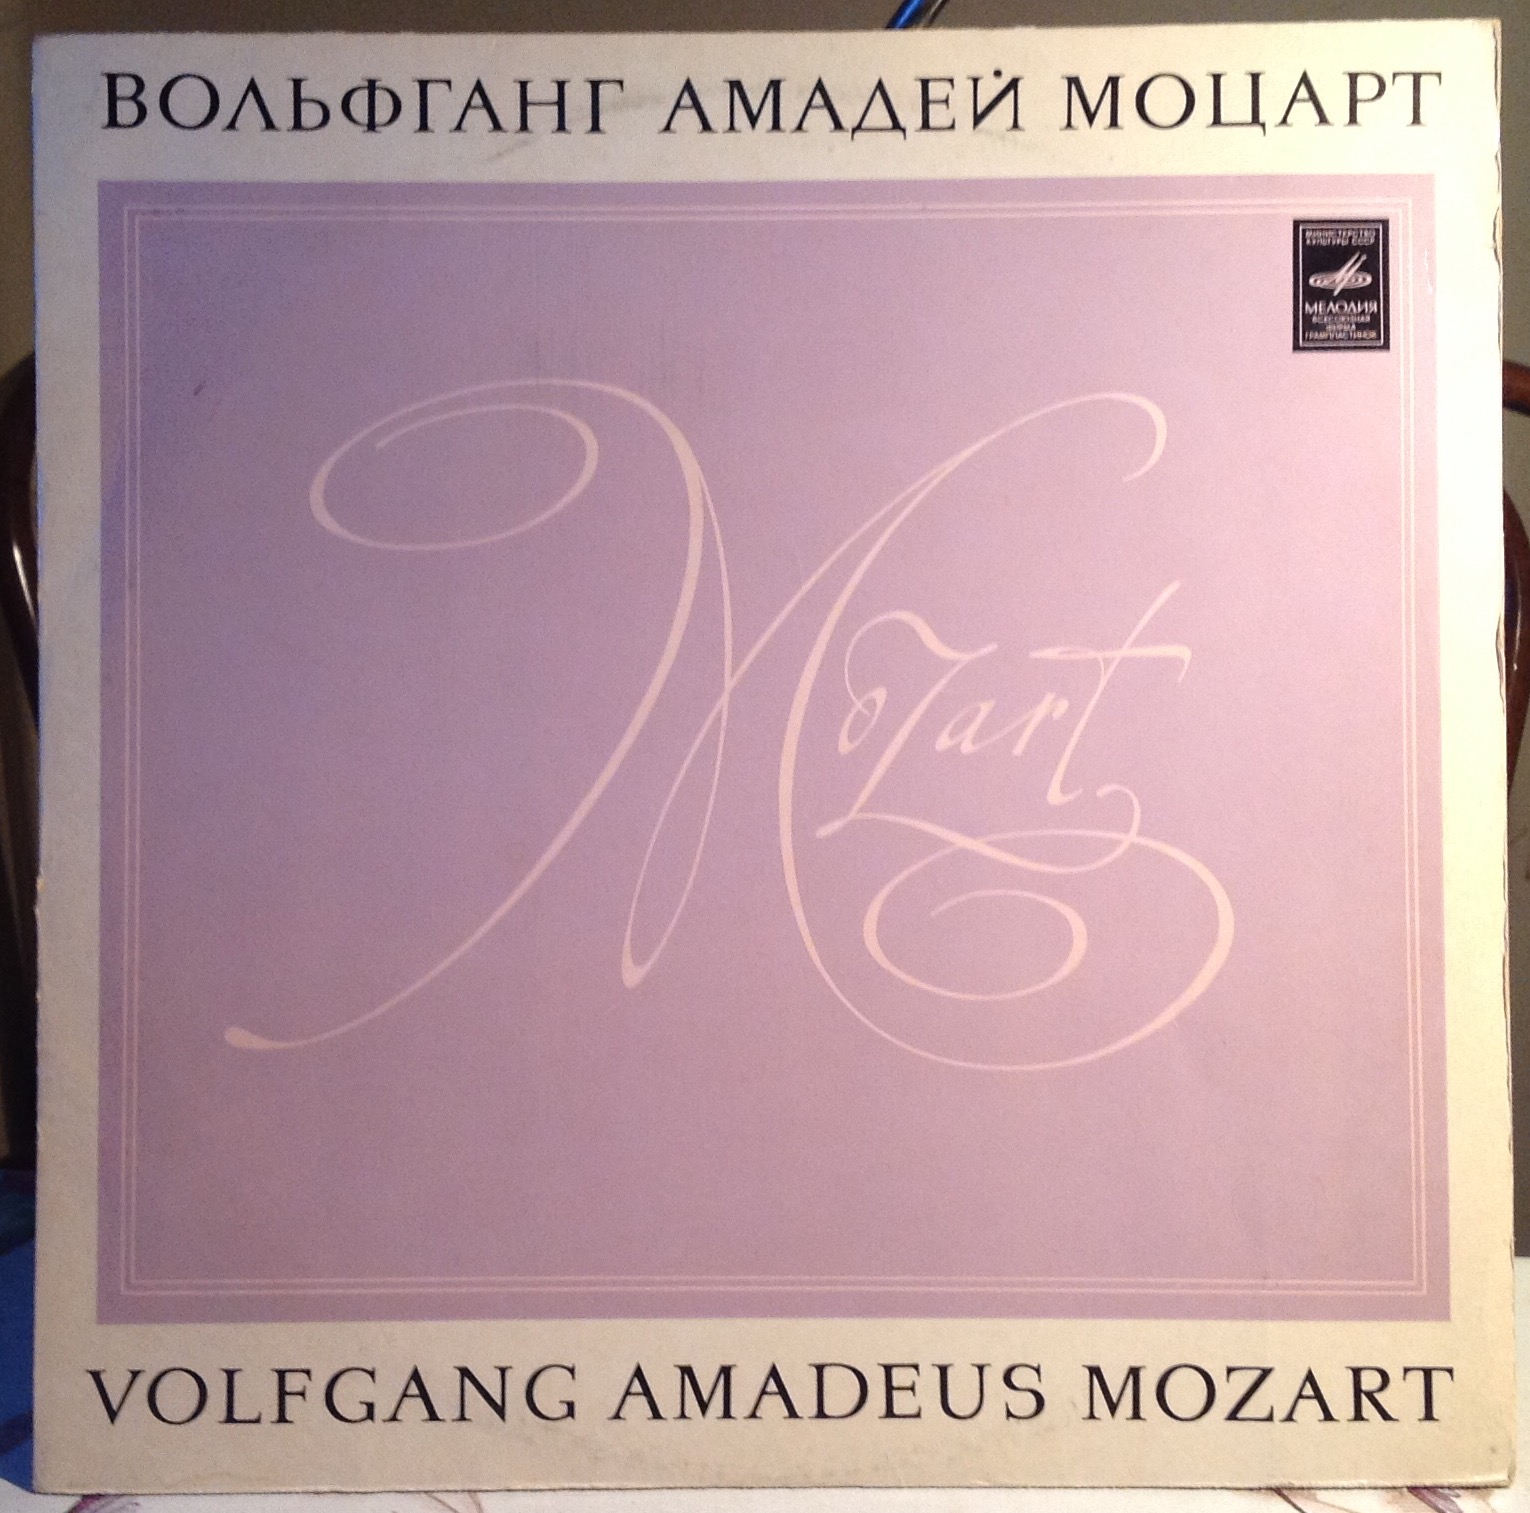 ВОЛЬФГАНГ АМАДЕЙ МОЦАРТ
МИНИСТЕРСТВО
КУЛЬТУРЫ СССР
МЕЛОДИЯ
ВСЕСОЮЗНАЯ
ФИРМА
ГРАМПЛАСТИНОК
Mozart
VOLFGANG AMADEUS MOZART